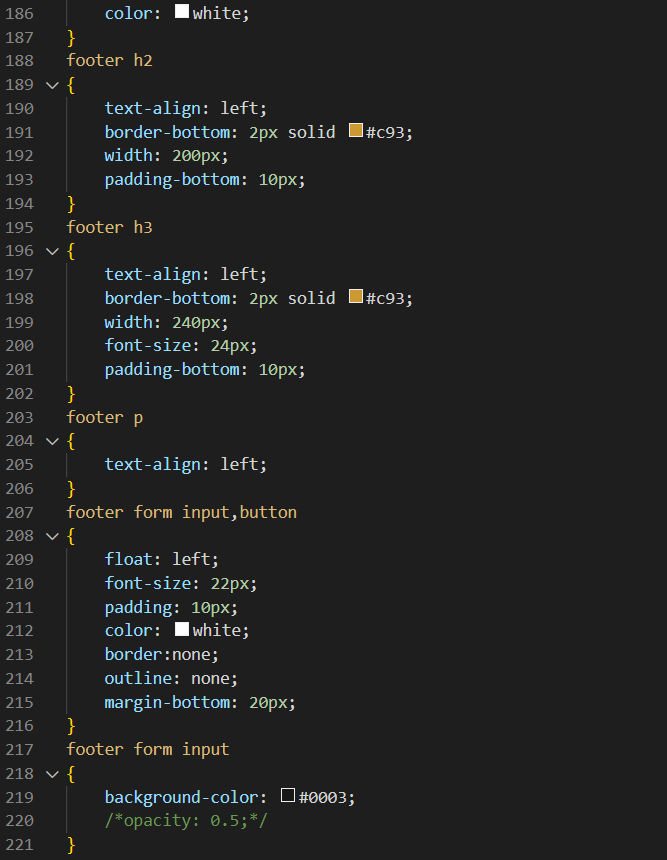 186 color: white;
187 }
188 footer h2
189 {
190 text-align: left;
191 border-bottom: 2px solid #c93;
192 width: 200px;
193 padding-bottom: 10px;
194 }
195 footer h3
196 {
197 text-align: left;
198 border-bottom: 2px solid #c93;
199 width: 240px;
200 font-size: 24px;
201 padding-bottom: 10px;
202 }
203 footer p
204 {
205 text-align: left;
206 }
207 footer form input,button
208 {
209 float: left;
210 font-size: 22px;
211 padding: 10px;
212 color: white;
213 border:none;
214 outline: none;
215 margin-bottom: 20px;
216 }
217 footer form input
218 {
219 background-color: #0003;
220 /*opacity: 0.5;*/
221 }